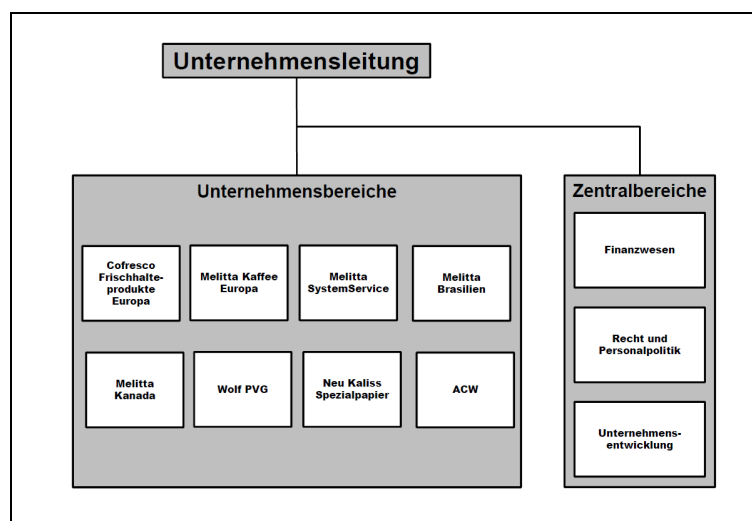 Unternehmensleitung
Unternehmensbereiche
Cofresco
Frischhalte-
produkte
Europa
Melitta Kaffee
Europa
Melitta
SystemService
Melitta
Brasilien
Melitta
Kanada
Wolf PVG
Neu Kaliss
Spezialpapier
ACW
Zentralbereiche
Finanzwesen
Recht und
Personalpolitik
Unternehmens-
entwicklung